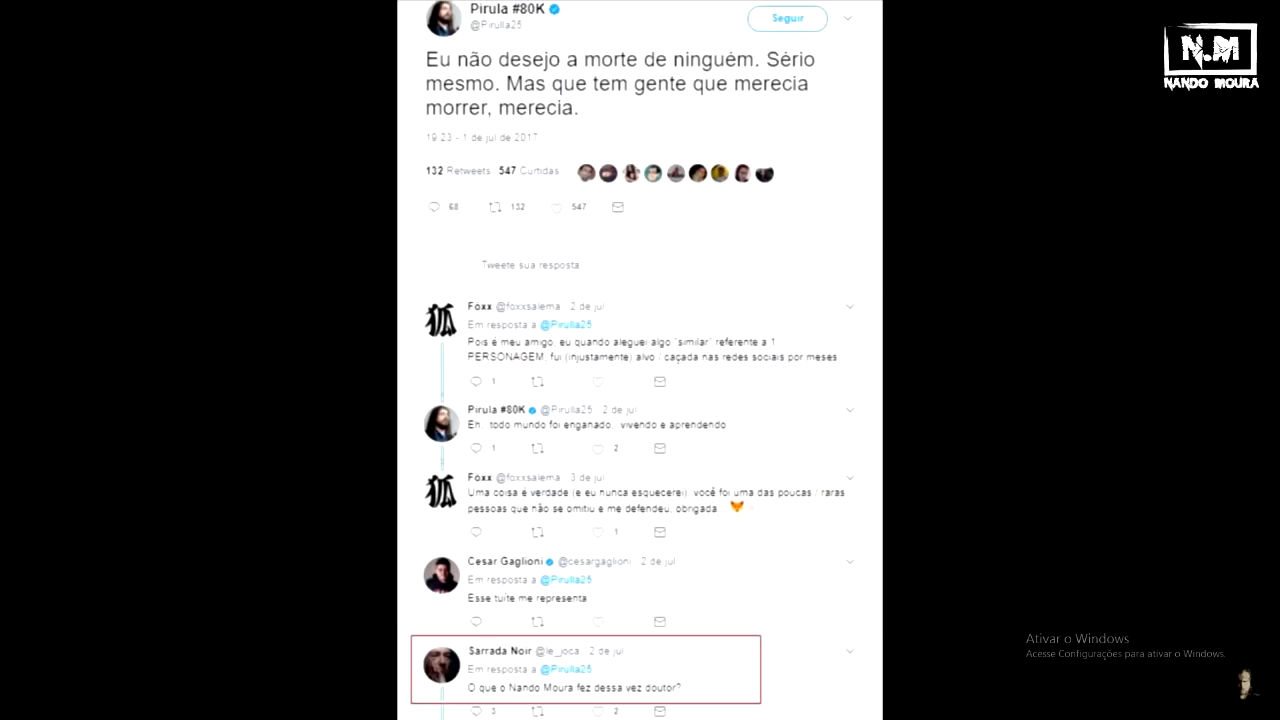 Pirula #80K
@Pirulla25
Seguir
Eu não desejo a morte de ninguém. Sério
mesmo. Mas que tem gente que merecia
morrer, merecia.
19:23 - 1 de jul de 2017
132 Retweets 547 Curtidas
68 132 547
Tweete sua resposta
Foxx @foxxsalema 2 de jul
Em resposta a @Pirulla25
Pois é meu amigo, eu quando aleguei algo "similar" referente a 1
PERSONAGEM, fui (injustamente) alvo / caçada nas redes sociais por meses
1
Pirula #80K @Pirulla25 2 de jul
Eh.. todo mundo foi enganado.. vivendo e aprendendo
1 2
Foxx @foxxsalema 3 de jul
Uma coisa é verdade (e eu nunca esquecerei), você foi uma das poucas / raras
pessoas que não se omitiu e me defendeu, obrigada
1
Cesar Gaglioni @cesargaglioni 2 de jul
Em resposta a @Pirulla25
Esse tuíte me representa
Sarrada Noir @le_joca 2 de jul
Em resposta a @Pirulla25
O que o Nando Moura fez dessa vez doutor?
3 2
N.M
NANDO MOURA
Ativar o Windows
Acesse Configurações para ativar o Windows.